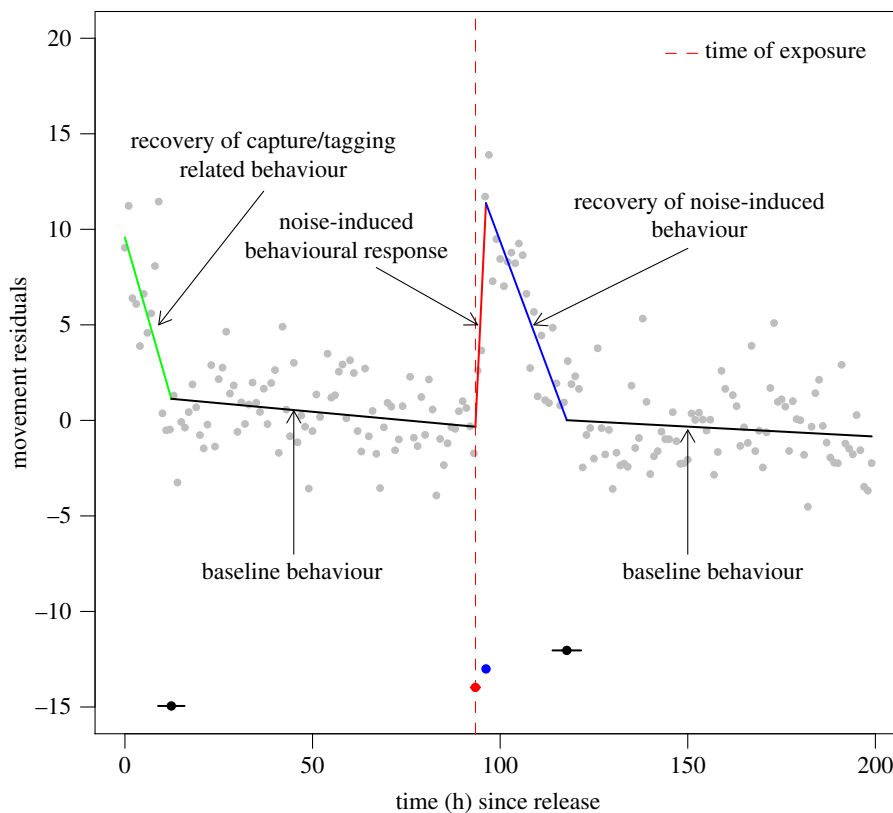 20
15
10
5
0
–5
–10
–15
movement residuals
time of exposure
recovery of capture/tagging
related behaviour
noise-induced
behavioural response
recovery of noise-induced
behaviour
baseline behaviour
baseline behaviour
0
50
100
150
200
time (h) since release